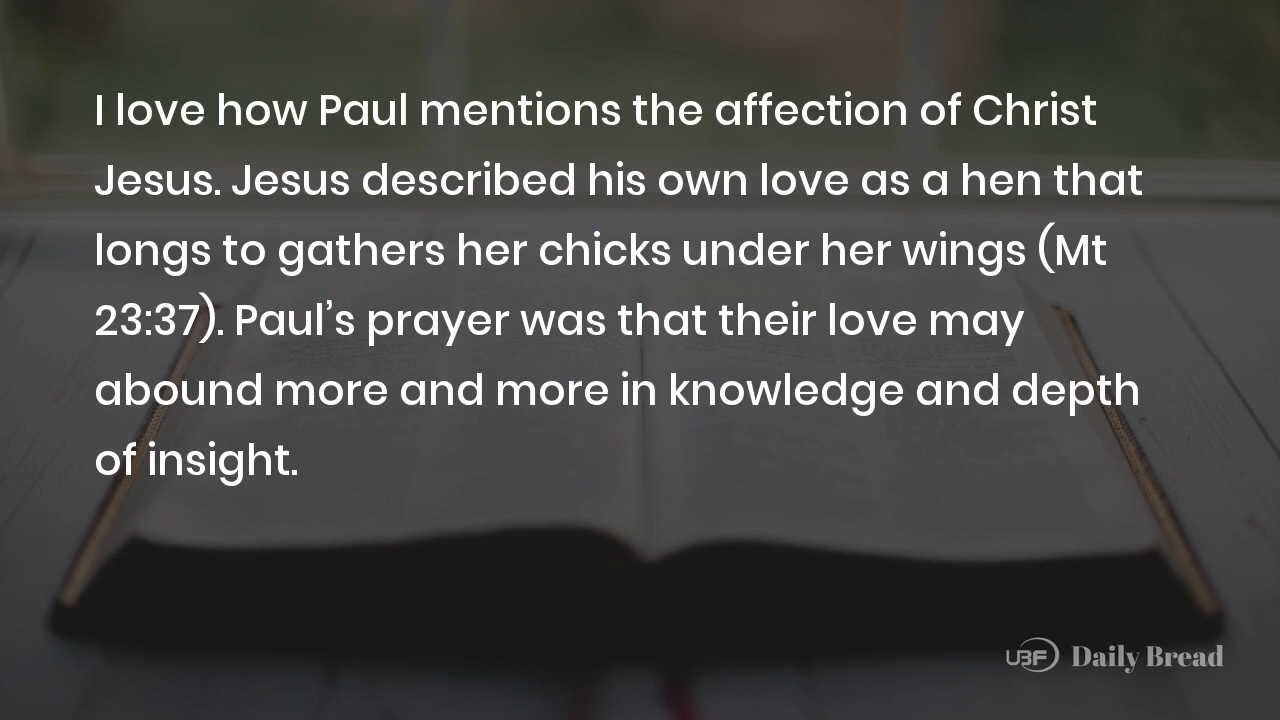 I love how Paul mentions the affection of Christ
Jesus. Jesus described his own love as a hen that
longs to gathers her chicks under her wings (Mt
23:37). Paul’s prayer was that their love may
abound more and more in knowledge and depth
of insight.
UBF Daily Bread